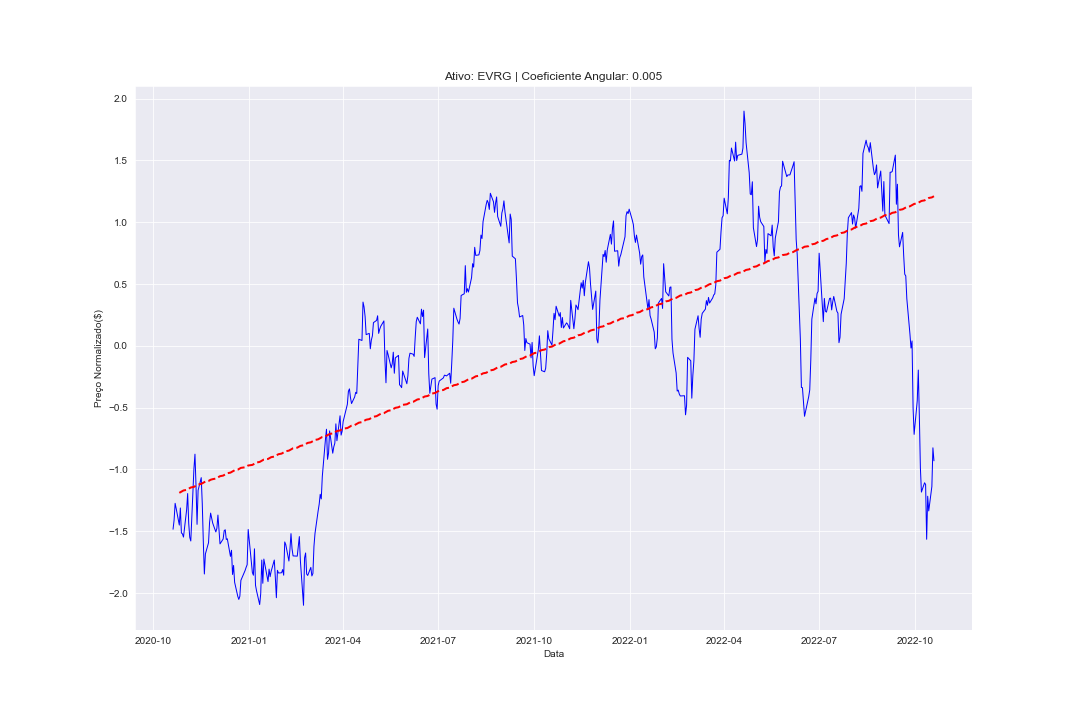 Ativo: EVRG | Coeficiente Angular: 0.005
2.0
1.5
1.0
0.5
0.0
−0.5
−1.0
−1.5
−2.0
Preço Normalizado($)
2020-10 2021-01 2021-04 2021-07 2021-10 2022-01 2022-04 2022-07 2022-10
Data